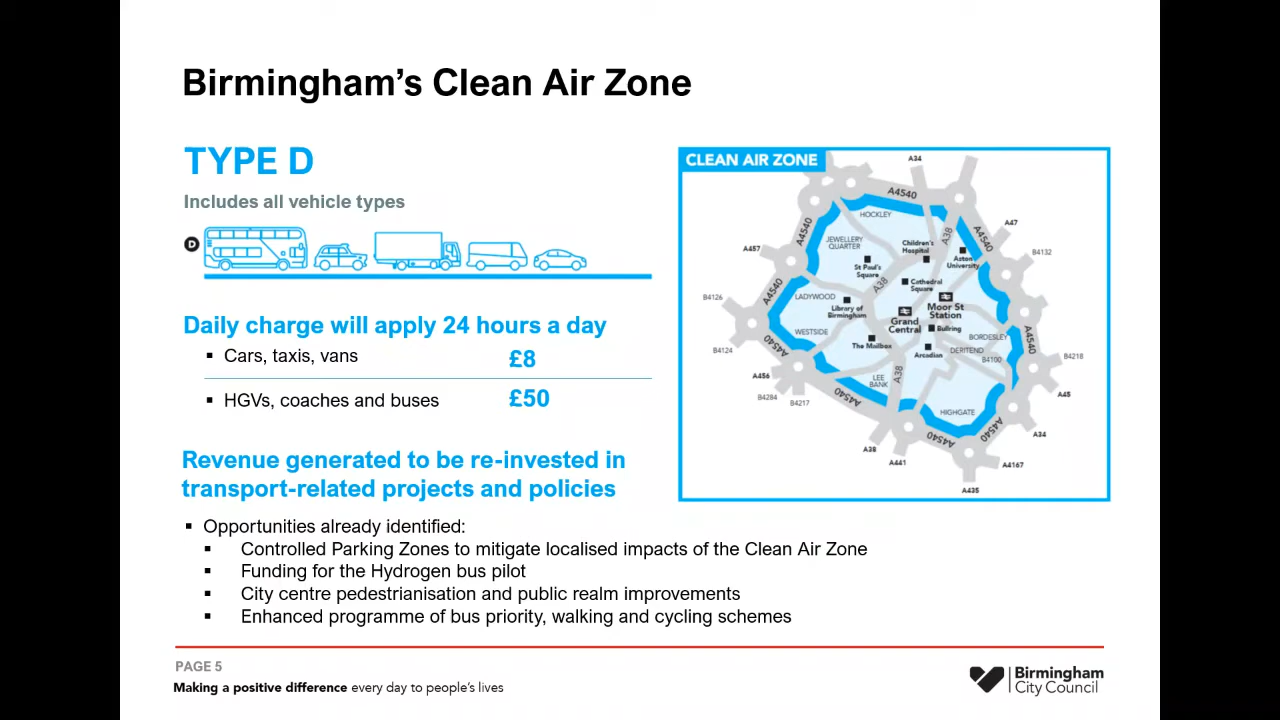 Birmingham’s Clean Air Zone
TYPE D
Includes all vehicle types
D
Daily charge will apply 24 hours a day
▪ Cars, taxis, vans £8
▪ HGVs, coaches and buses £50
Revenue generated to be re-invested in
transport-related projects and policies
▪ Opportunities already identified:
▪ Controlled Parking Zones to mitigate localised impacts of the Clean Air Zone
▪ Funding for the Hydrogen bus pilot
▪ City centre pedestrianisation and public realm improvements
▪ Enhanced programme of bus priority, walking and cycling schemes
CLEAN AIR ZONE
A34
A4540
HOCKLEY
A47
A4540
A38
A4540
JEWELLERY
QUARTER
Children's
Hospital
A457
Aston
University
B4132
St Paul's
Square
A38
Cathedral
Square
A4540
B4126
LADYWOOD
Library of
Birmingham
Moor St
Station
Grand
Central
Bullring
WESTSIDE
BORDESLEY
A4540
A4540
The Mailbox
Arcadian
DERITEND
B4100
B4124
B4218
A456
LEE
BANK
A38
B4284
B4217
A4540
A45
HIGHGATE
A4540
A4540
A34
A38
A441
A4167
A435
PAGE 5
Making a positive difference every day to people's lives
Birmingham
City Council